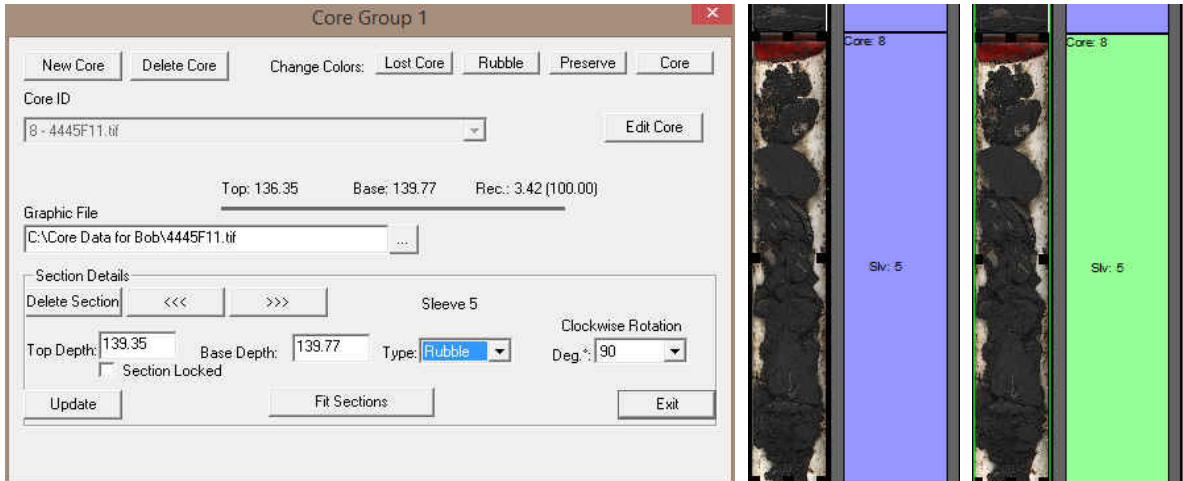 Core Group 1
New Core Delete Core Change Colors: Lost Core Rubble Preserve Core
Core ID
8 - 4445F11.tif Edit Core
Top: 136.35 Base: 139.77 Rec.: 3.42 (100.00)
Graphic File
C:\Core Data for Bob\4445F11.tif ...
Section Details
Delete Section <<< >>> Sleeve 5
Clockwise Rotation
Top Depth: 139.35 Base Depth: 139.77 Type: Rubble Deg.*: 90
Section Locked
Update Fit Sections Exit
Core: 8
Slv: 5
Core: 8
Slv: 5